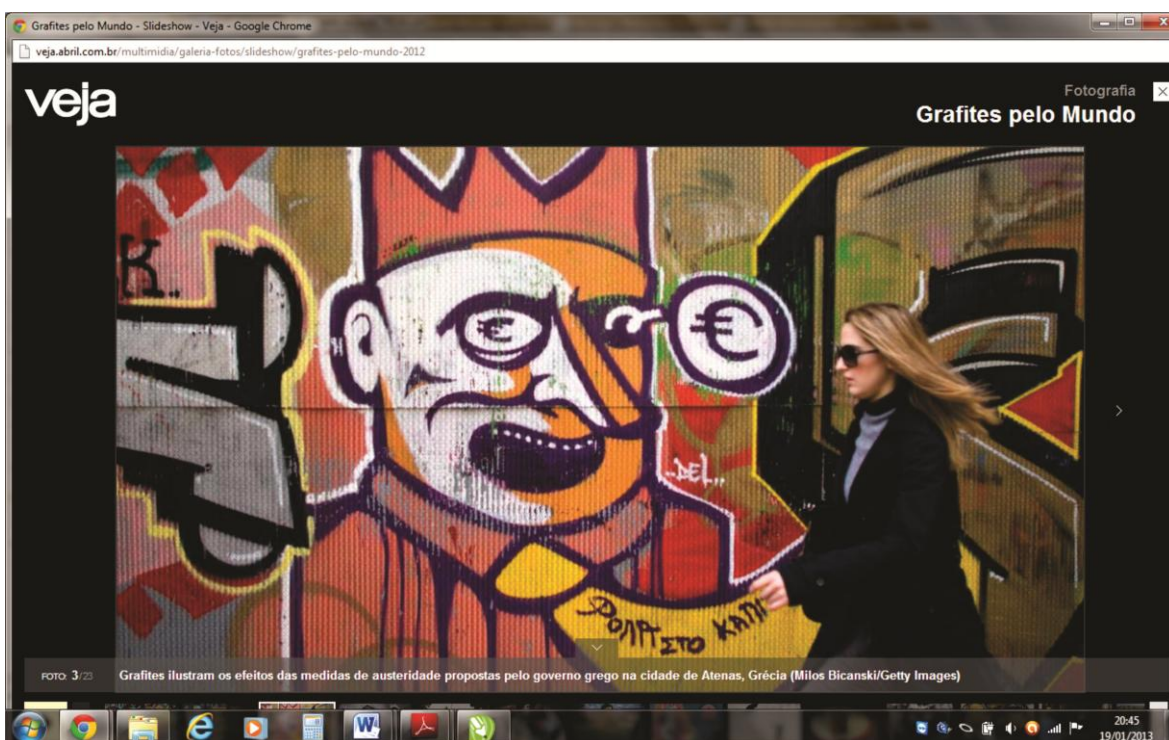 Grafites pelo Mundo - Slideshow - Veja - Google Chrome
veja.abril.com.br/multimidia/galeria-fotos/slideshow/grafites-pelo-mundo-2012
veja
Fotografia
Grafites pelo Mundo
K..
€
€
-DEL..
ΣΤΟ
FOTO: 3/23 Grafites ilustram os efeitos das medidas de austeridade propostas pelo governo grego na cidade de Atenas, Grécia (Milos Bicanski/Getty Images)
20:45
19/01/2013